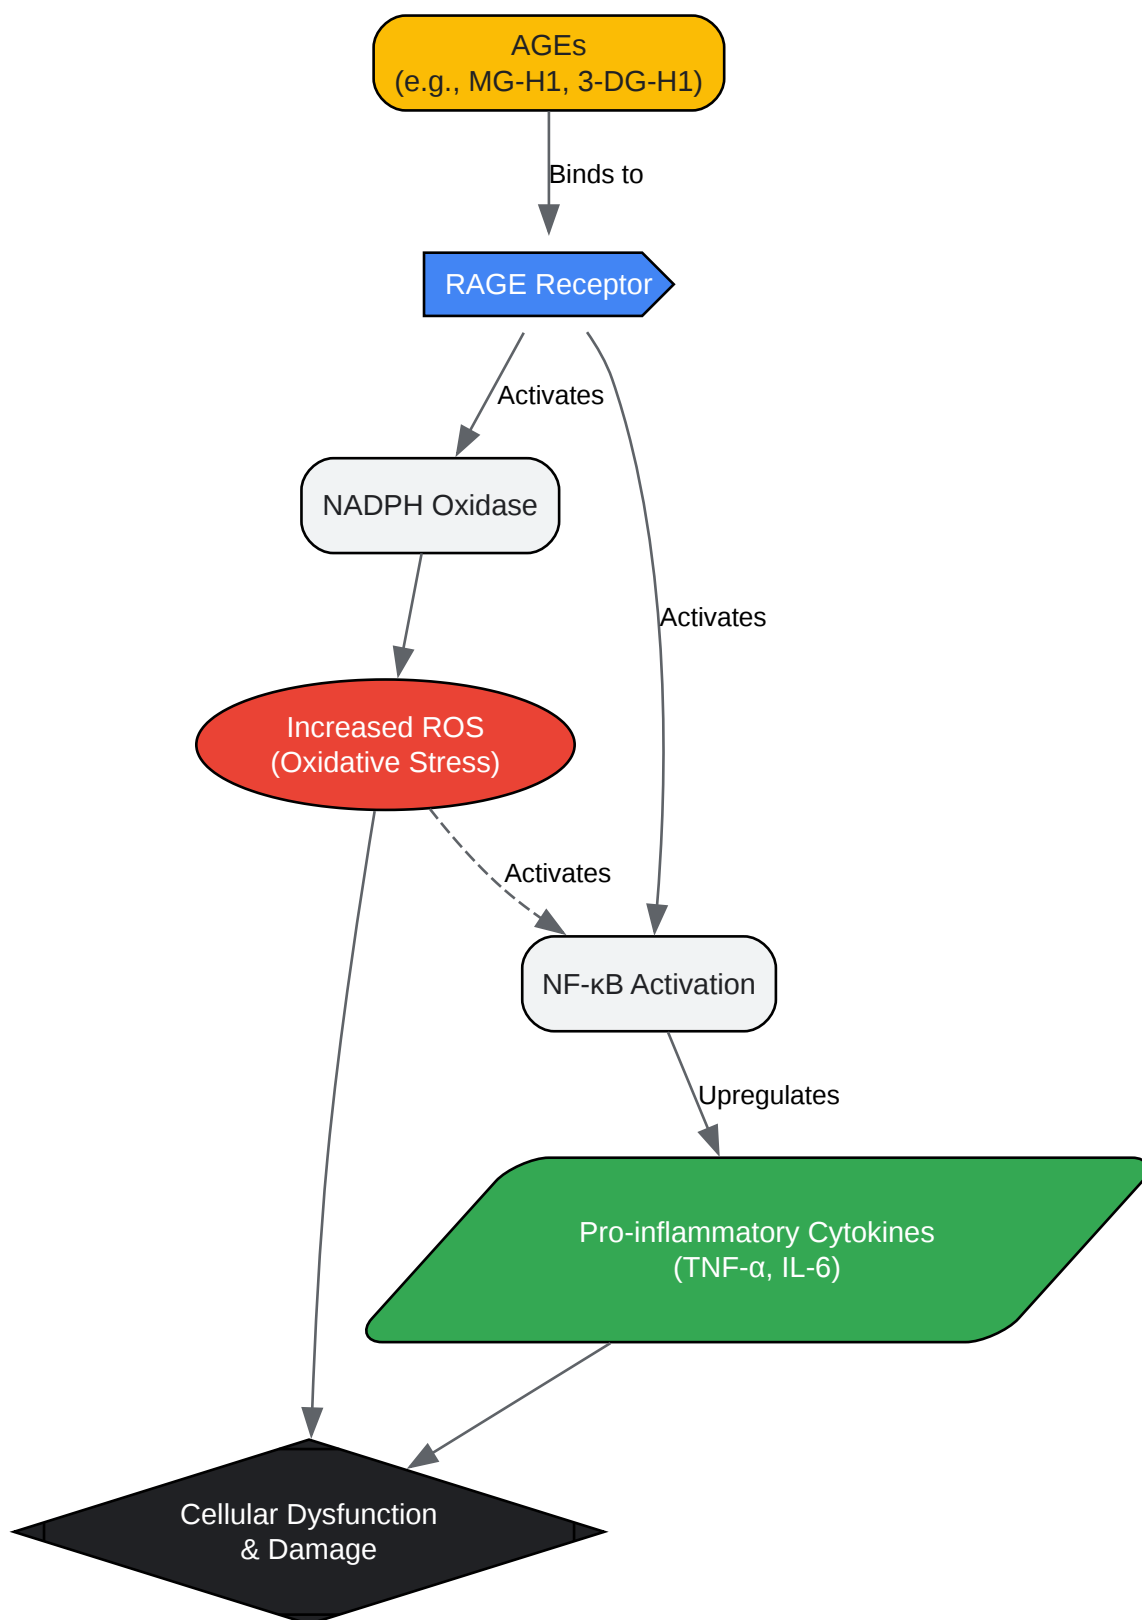 AGEs
(e.g., MG-H1, 3-DG-H1)
Binds to
RAGE Receptor
Activates
NADPH Oxidase
Activates
Increased ROS
(Oxidative Stress)
Activates
NF-κB Activation
Upregulates
Pro-inflammatory Cytokines
(TNF-α, IL-6)
Cellular Dysfunction
& Damage